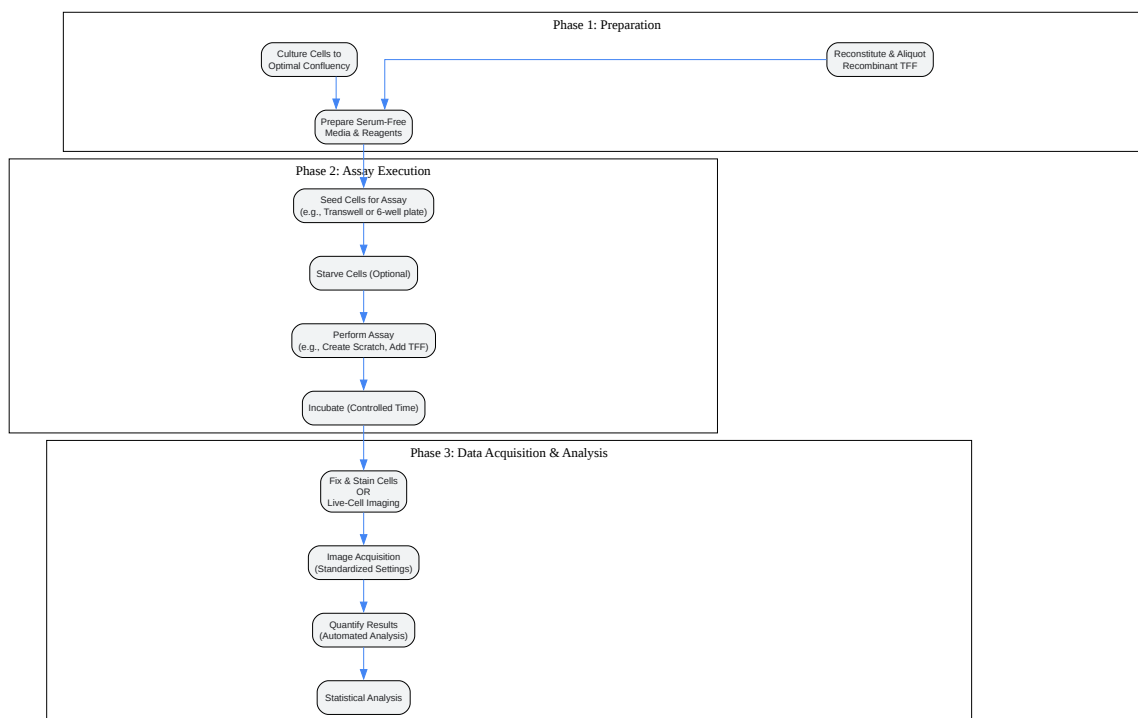 Phase 1: Preparation
Culture Cells to
Optimal Confluency
Reconstitute & Aliquot
Recombinant TFF
Prepare Serum-Free
Media & Reagents
Phase 2: Assay Execution
Seed Cells for Assay
(e.g., Transwell or 6-well plate)
Starve Cells (Optional)
Perform Assay
(e.g., Create Scratch, Add TFF)
Incubate (Controlled Time)
Phase 3: Data Acquisition & Analysis
Fix & Stain Cells
OR
Live-Cell Imaging
Image Acquisition
(Standardized Settings)
Quantify Results
(Automated Analysis)
Statistical Analysis